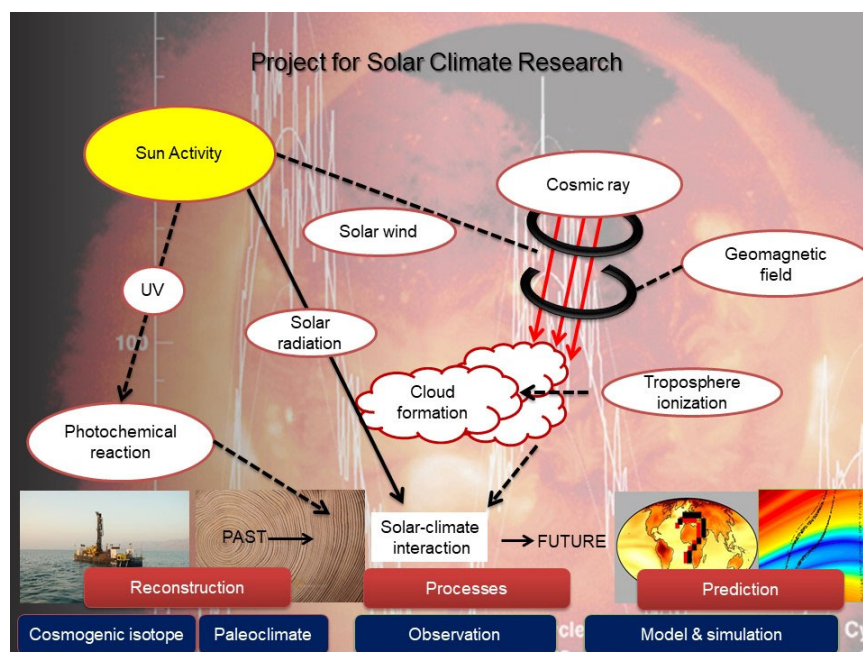 Project for Solar Climate Research
Sun Activity
Cosmic ray
Solar wind
Geomagnetic
field
UV
100
Solar
radiation
Cloud
formation
Troposphere
ionization
Photochemical
reaction
PAST
Solar-climate
interaction
FUTURE
Reconstruction
Processes
Prediction
Cosmogenic isotope
Paleoclimate
Observation
Model & simulation